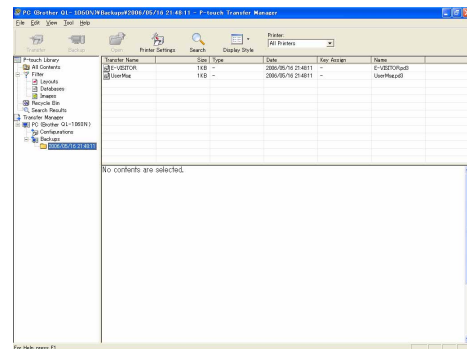 PC (Brother QL-1060N)¥Backups¥2006/05/16 21:48:11 - P-touch Transfer Manager
File Edit View Tool Help
Transfer Backup Open Printer Settings Search Display Style
Printer:
All Printers
P-touch Library
All Contents
Filter
Layouts
Databases
Images
Recycle Bin
Search Results
Transfer Manager
PC (Brother QL-1060N)
Configurations
Backups
2006/05/16 21:48:11
Transfer Name Size Type Date Key Assign Name
E-VISITOR 1KB - 2006/05/16 21:48:11 - E-VISITOR.pd3
UserMap 1KB - 2006/05/16 21:48:11 - UserMap.pd3
No contents are selected.
For Help, press F1